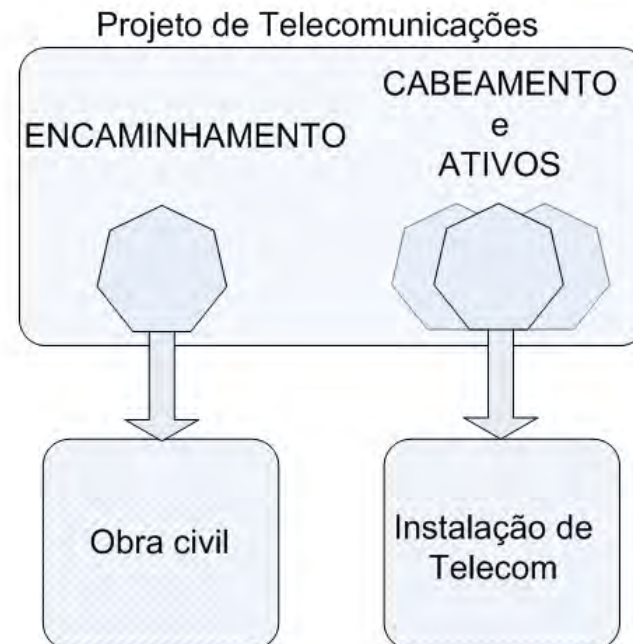 Projeto de Telecomunicações
ENCAMINHAMENTO
CABEAMENTO
e
ATIVOS
Obra civil
Instalação de
Telecom